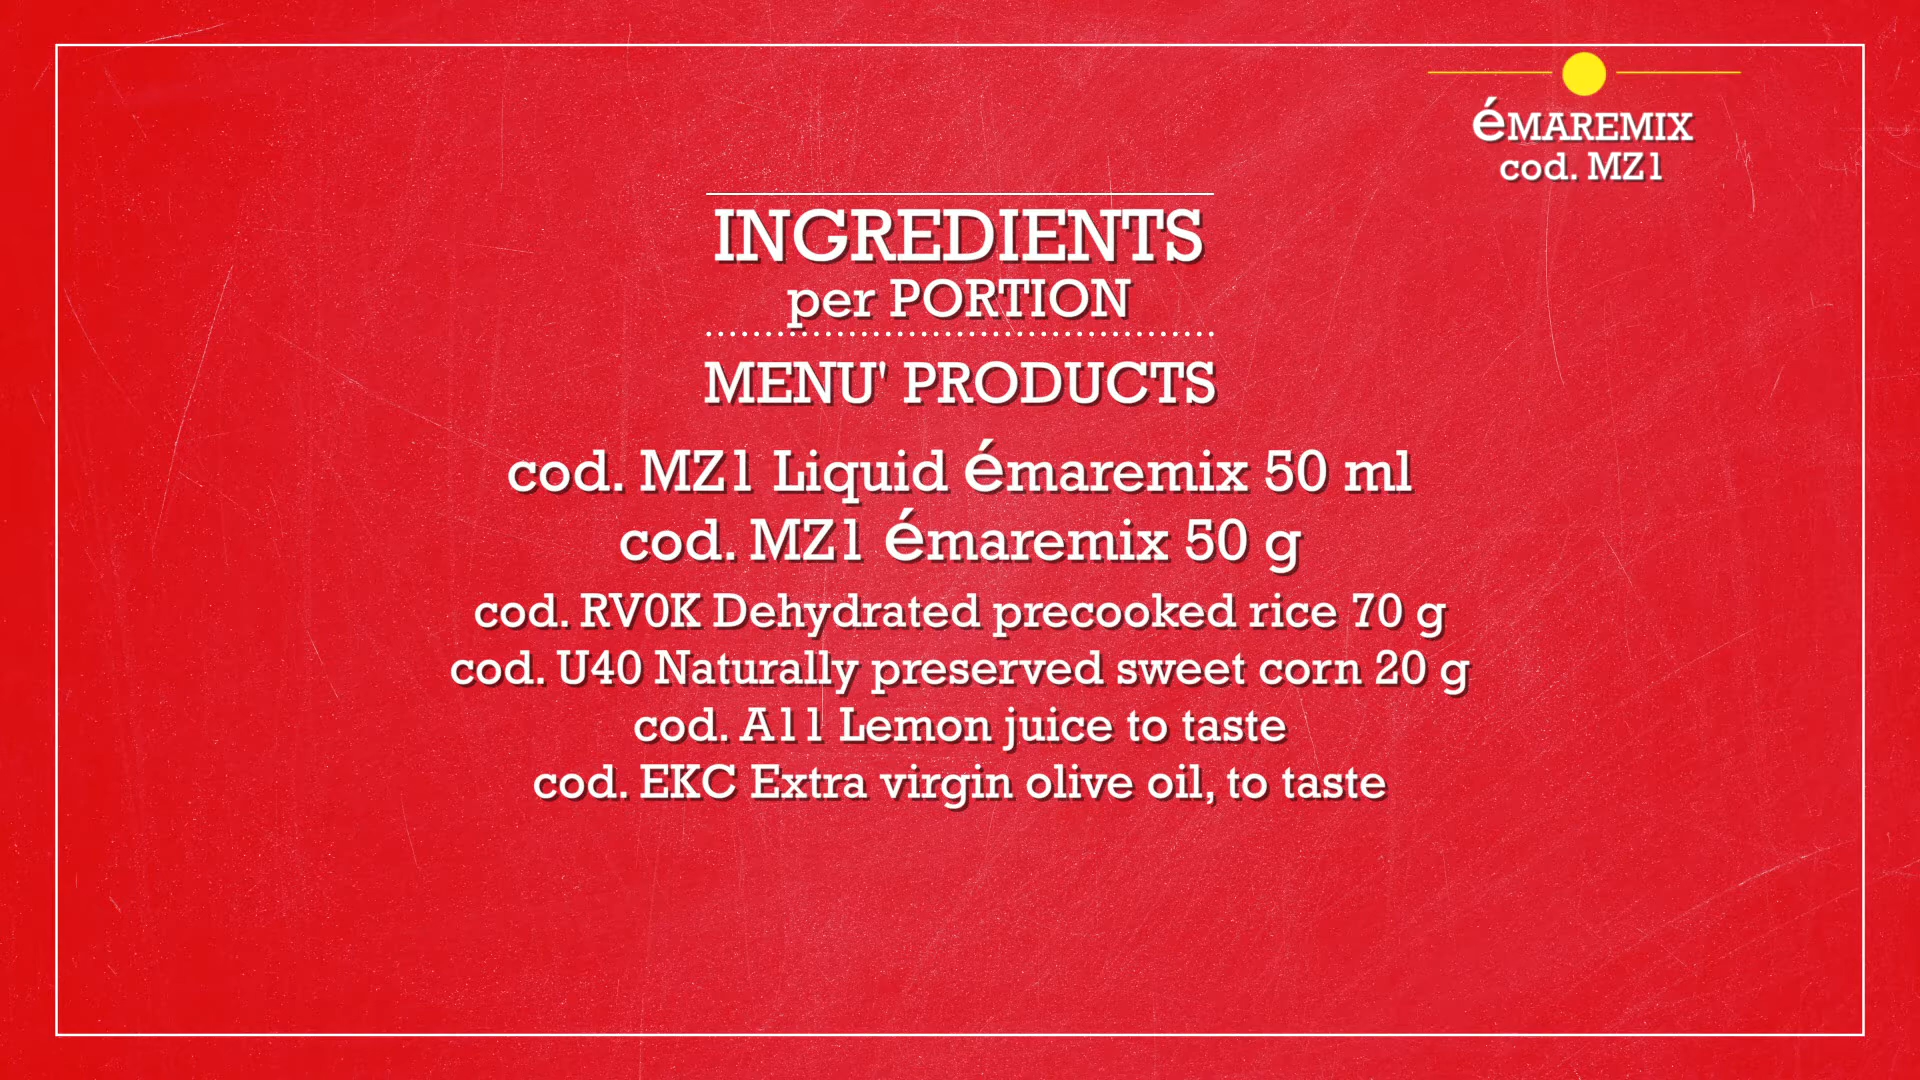 éMAREMIX
cod. MZ1
INGREDIENTS
per PORTION
MENU' PRODUCTS
cod. MZ1 Liquid émaremix 50 ml
cod. MZ1 émaremix 50 g
cod. RV0K Dehydrated precooked rice 70 g
cod. U40 Naturally preserved sweet corn 20 g
cod. A11 Lemon juice to taste
cod. EKC Extra virgin olive oil, to taste